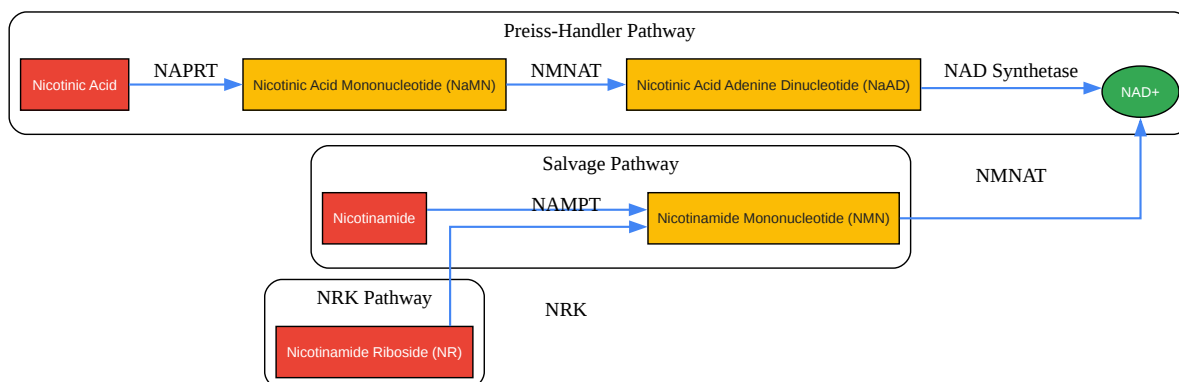 Preiss-Handler Pathway
Nicotinic Acid
NAPRT
Nicotinic Acid Mononucleotide (NaMN)
NMNAT
Nicotinic Acid Adenine Dinucleotide (NaAD)
NAD Synthetase
NAD+
Salvage Pathway
Nicotinamide
NAMPT
Nicotinamide Mononucleotide (NMN)
NMNAT
NRK Pathway
NRK
Nicotinamide Riboside (NR)